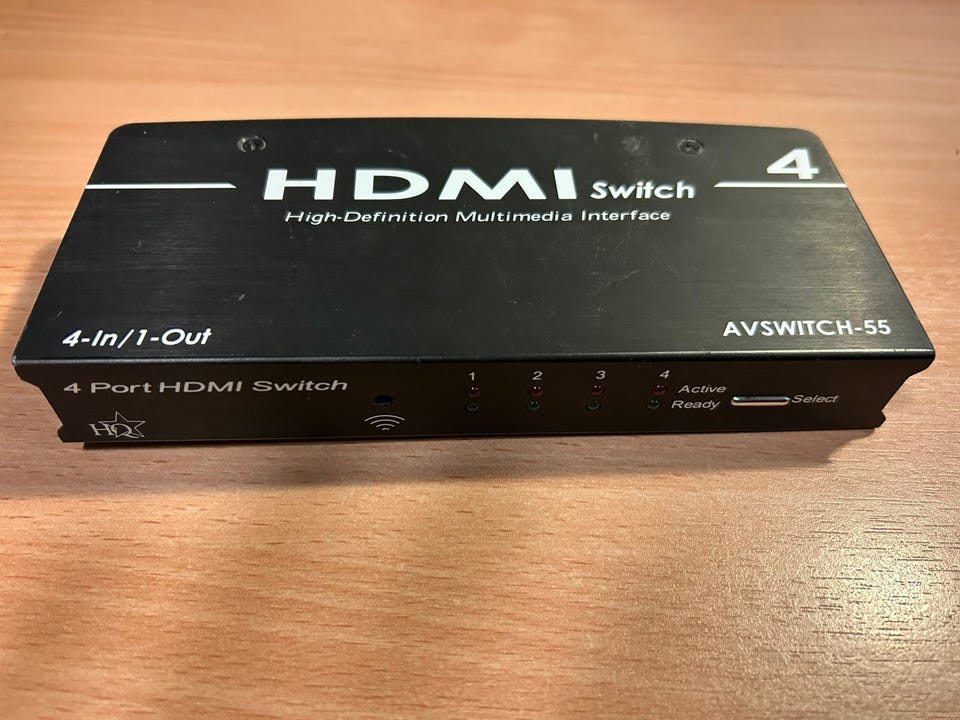 4
HDMI Switch
High-Definition Multimedia Interface
4-In/1-Out
AVSWITCH-55
4 Port HDMI Switch
1 2 3 4
Active
Ready
Select
HQ